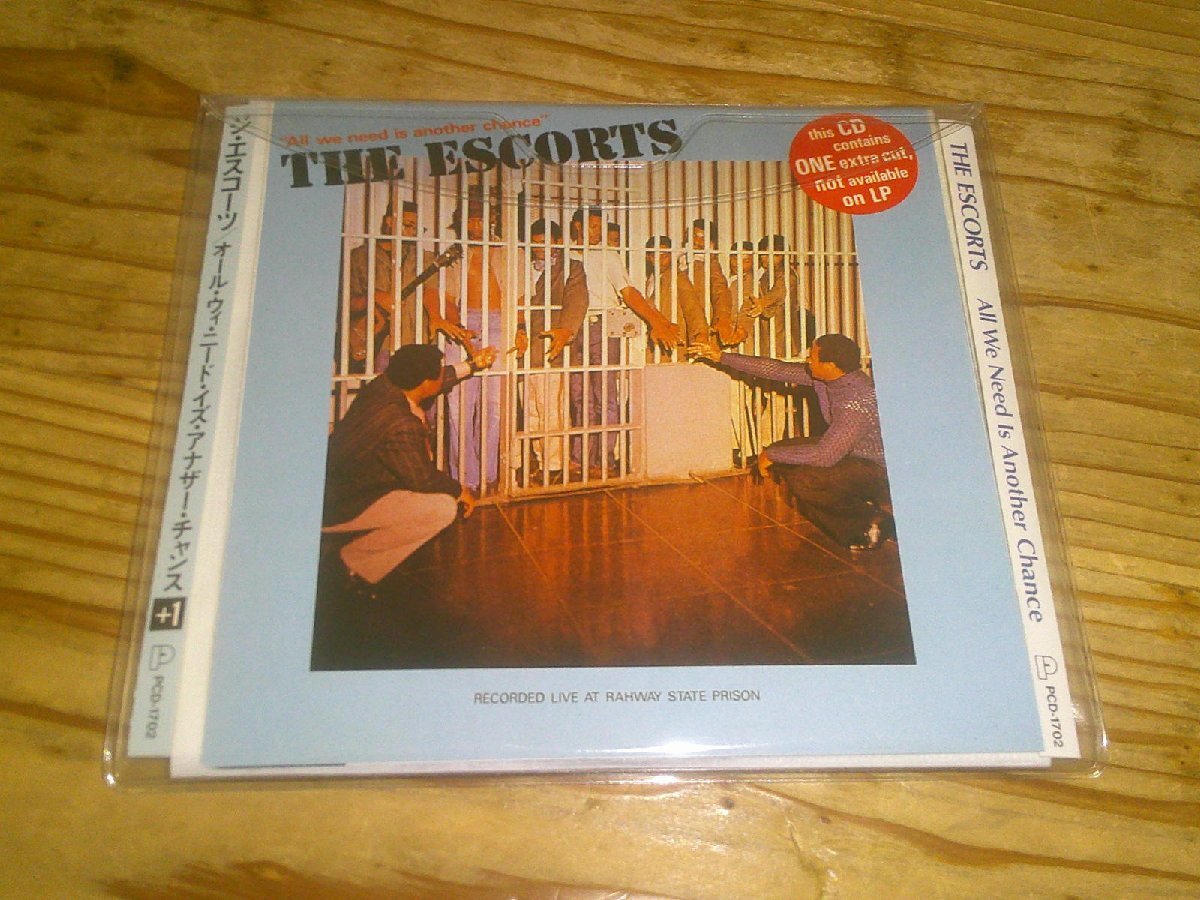 "All we need is another chance"
THE ESCORTS
this CD
contains
ONE extra cut,
not available
on LP
ジ・エスコーツ オール・ウィ・ニード・イズ・アナザー・チャンス +1
P PCD-1702
THE ESCORTS All We Need Is Another Chance
P PCD-1702
RECORDED LIVE AT RAHWAY STATE PRISON